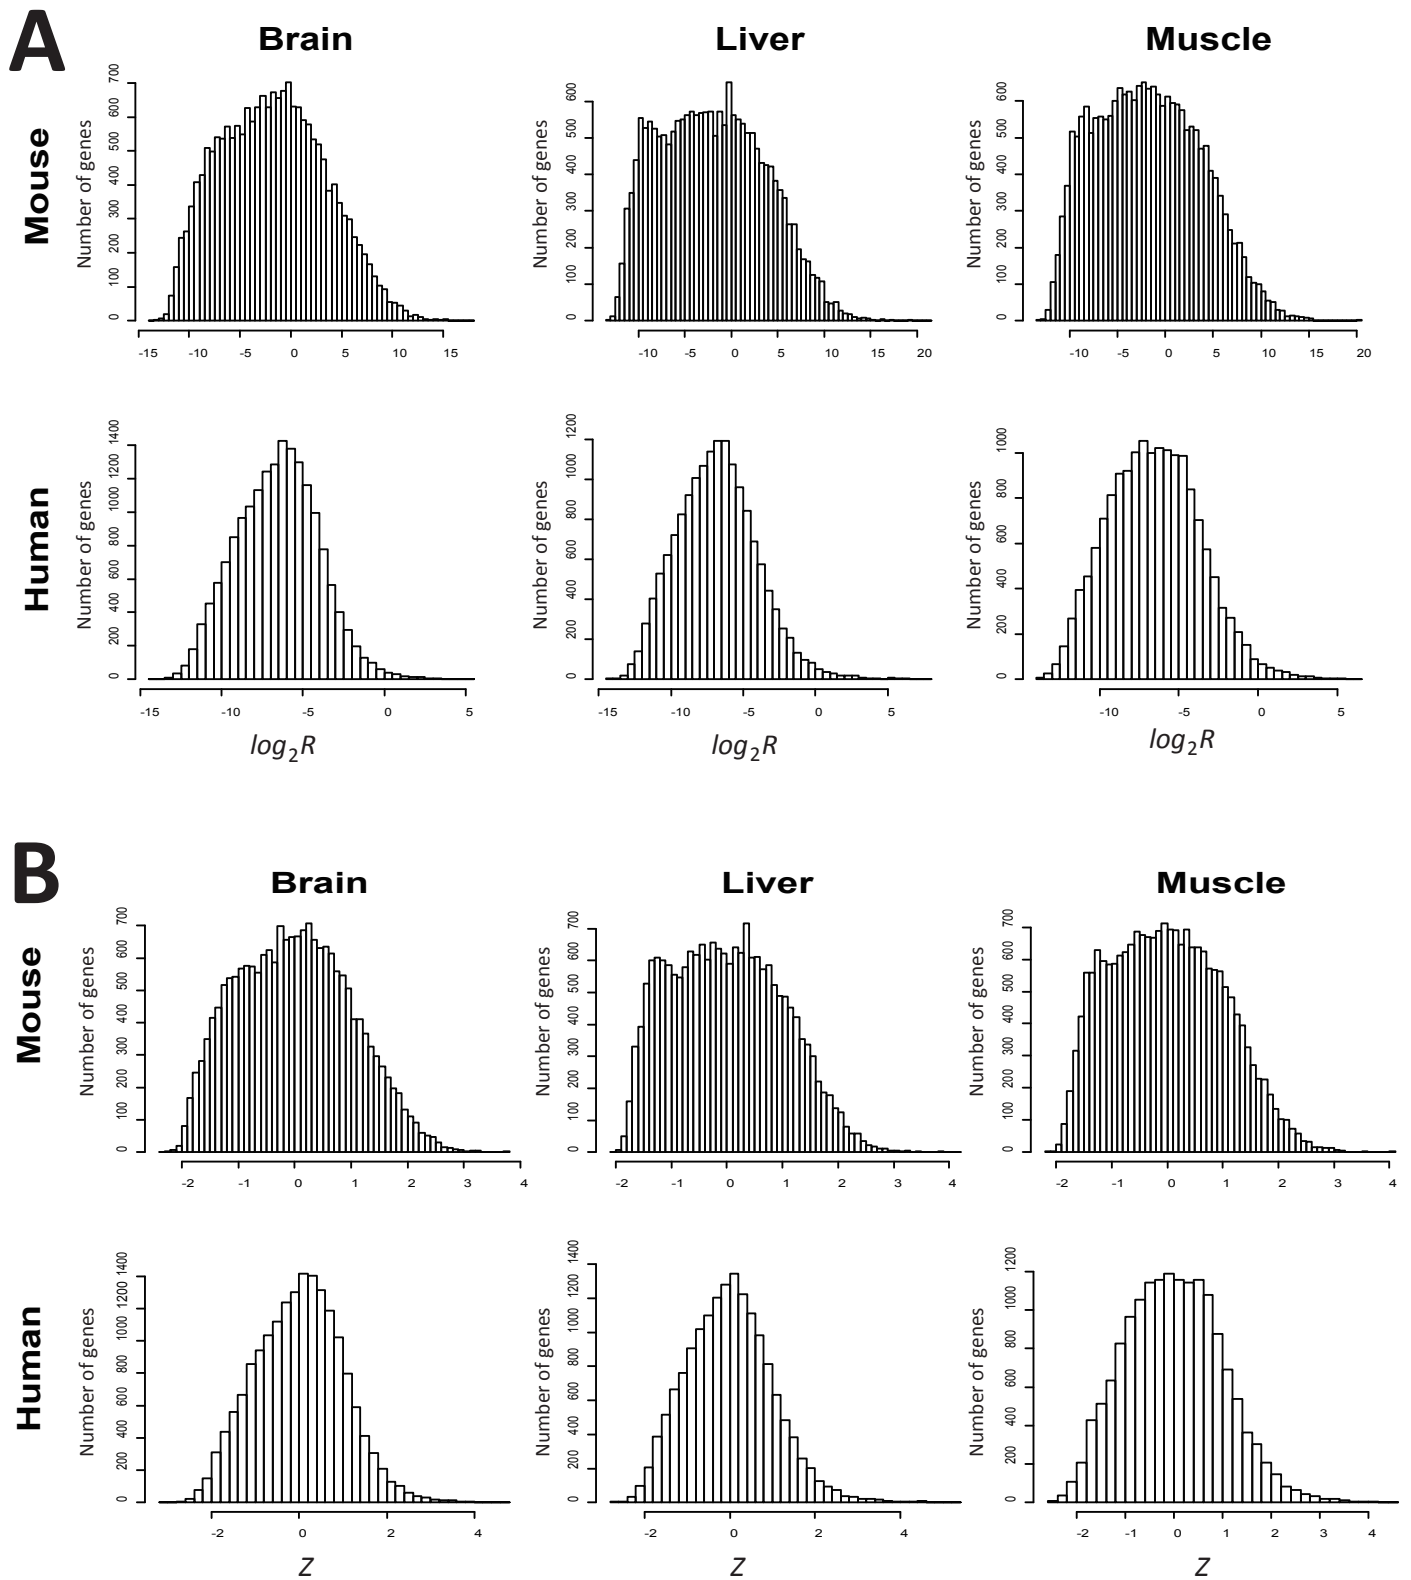 A
Brain Liver Muscle
Mouse
Number of genes
0 100 200 300 400 500 600 700
-15 -10 -5 0 5 10 15
Number of genes
0 100 200 300 400 500 600
-10 -5 0 5 10 15 20
Number of genes
0 100 200 300 400 500 600
-10 -5 0 5 10 15 20
Human
Number of genes
0 200 400 600 800 1000 1200 1400
-15 -10 -5 0 5
log2R
Number of genes
0 200 400 600 800 1000 1200
-15 -10 -5 0 5
log2R
Number of genes
0 200 400 600 800 1000
-10 -5 0 5
log2R
B
Brain Liver Muscle
Mouse
Number of genes
0 100 200 300 400 500 600 700
-2 -1 0 1 2 3 4
Number of genes
0 100 200 300 400 500 600 700
-2 -1 0 1 2 3 4
Number of genes
0 100 200 300 400 500 600 700
-2 -1 0 1 2 3 4
Human
Number of genes
0 200 400 600 800 1000 1200 1400
-2 0 2 4
Z
Number of genes
0 200 400 600 800 1000 1200 1400
-2 0 2 4
Z
Number of genes
0 200 400 600 800 1000 1200
-2 -1 0 1 2 3 4
Z